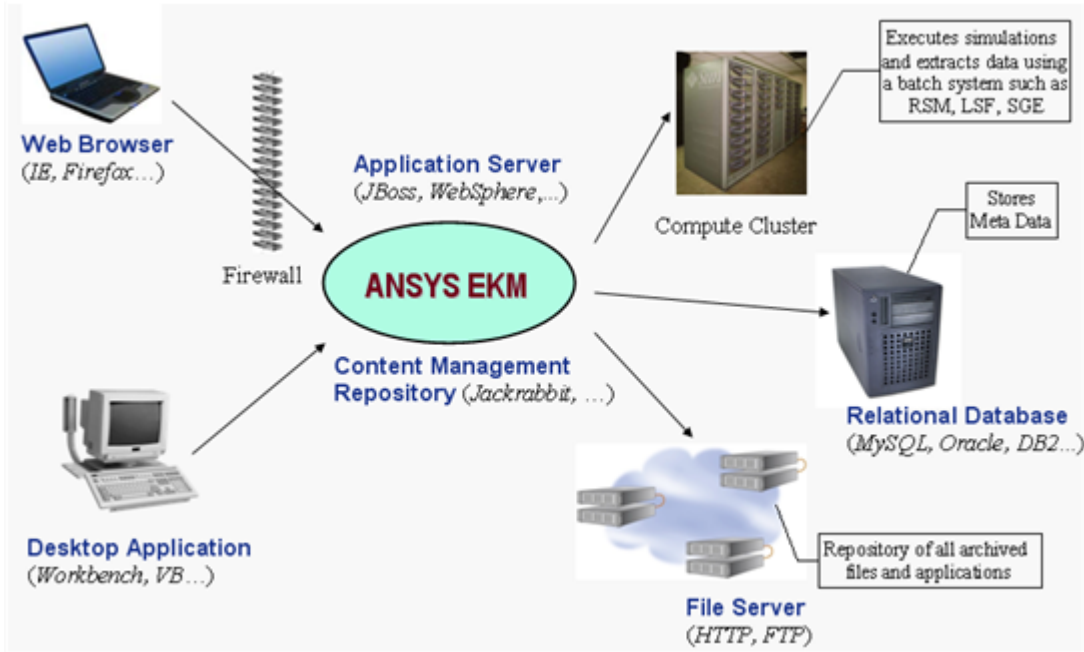 Web Browser
(IE, Firefox…)
Firewall
Application Server
(JBoss, WebSphere,…)
ANSYS EKM
Content Management
Repository (Jackrabbit, …)
Desktop Application
(Workbench, VB…)
Compute Cluster
Executes simulations
and extracts data using
a batch system such as
RSM, LSF, SGE
Stores
Meta Data
Relational Database
(MySQL, Oracle, DB2…)
Repository of all archived
files and applications
File Server
(HTTP, FTP)